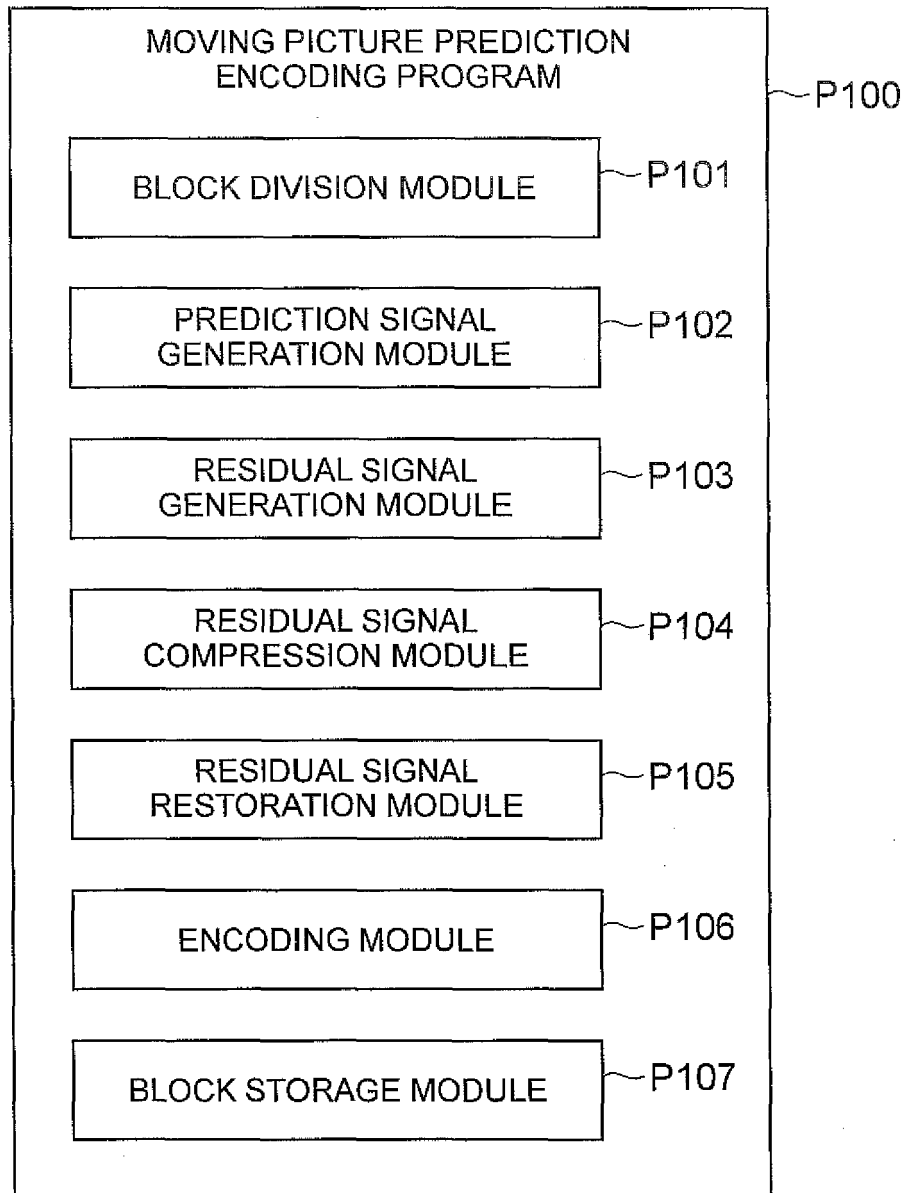 MOVING PICTURE PREDICTION
ENCODING PROGRAM
P100
BLOCK DIVISION MODULE
P101
PREDICTION SIGNAL
GENERATION MODULE
P102
RESIDUAL SIGNAL
GENERATION MODULE
P103
RESIDUAL SIGNAL
COMPRESSION MODULE
P104
RESIDUAL SIGNAL
RESTORATION MODULE
P105
ENCODING MODULE
P106
BLOCK STORAGE MODULE
P107